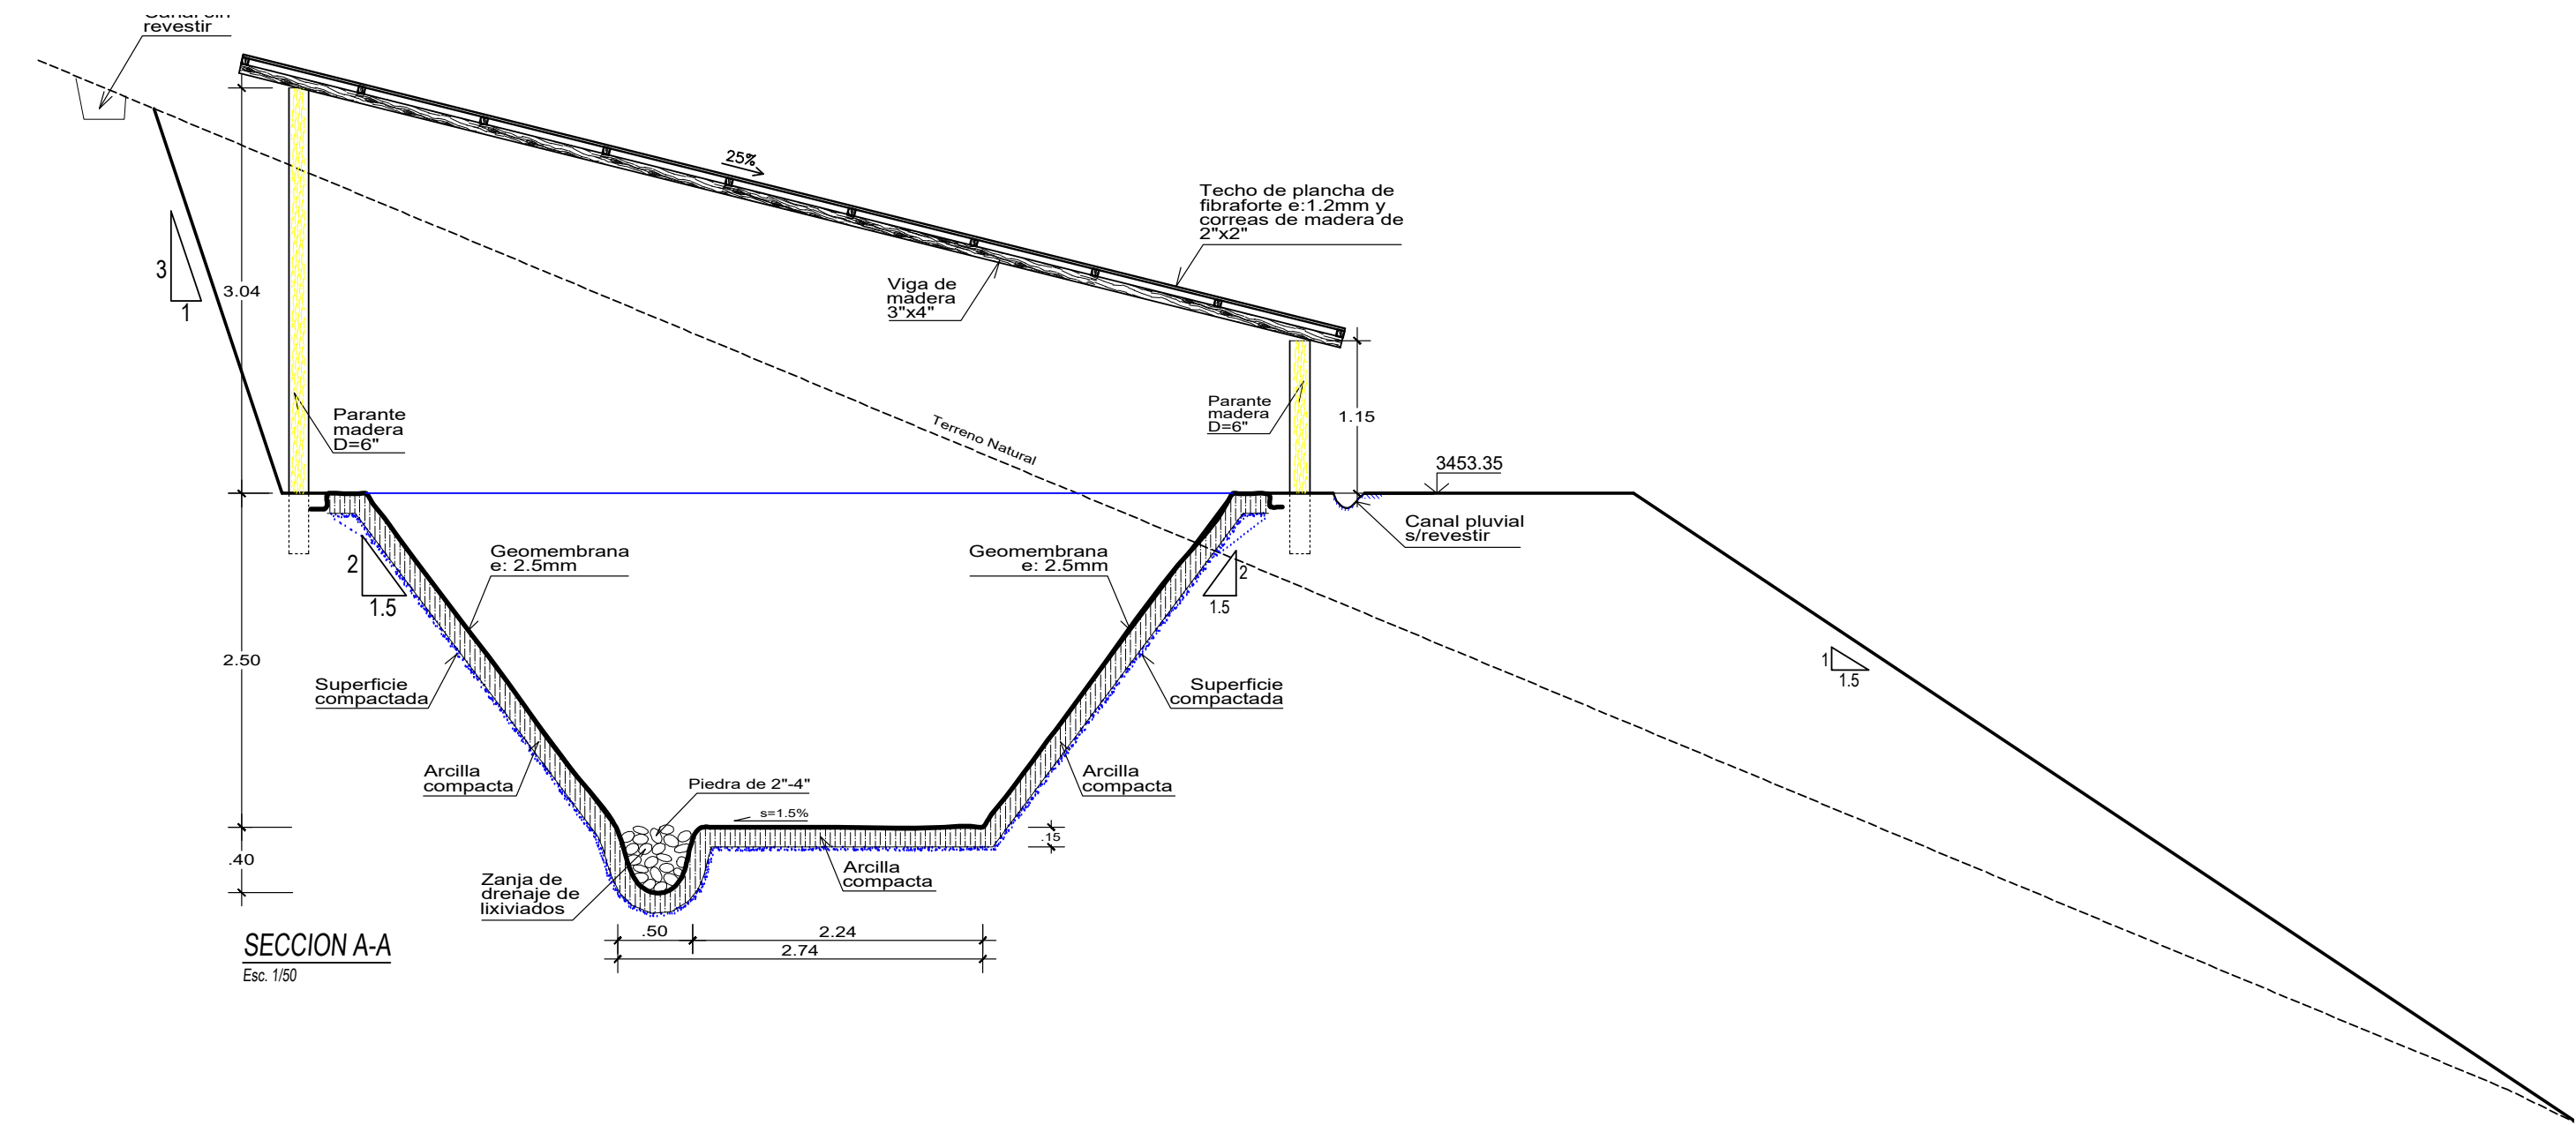 revestir
25%
Techo de plancha de
fibraforte e:1.2mm y
correas de madera de
2"x2"
3
1
3.04
Viga de
madera
3"x4"
Parante
madera
D=6"
Parante
madera
D=6"
1.15
Terreno Natural
3453.35
Canal pluvial
s/revestir
2
1.5
Geomembrana
e: 2.5mm
Geomembrana
e: 2.5mm
2
1.5
2.50
Superficie
compactada
Superficie
compactada
1
1.5
Arcilla
compacta
Piedra de 2"-4"
s=1.5%
Arcilla
compacta
.15
.40
Zanja de
drenaje de
lixiviados
Arcilla
compacta
.50
2.24
2.74
SECCION A-A
Esc. 1/50